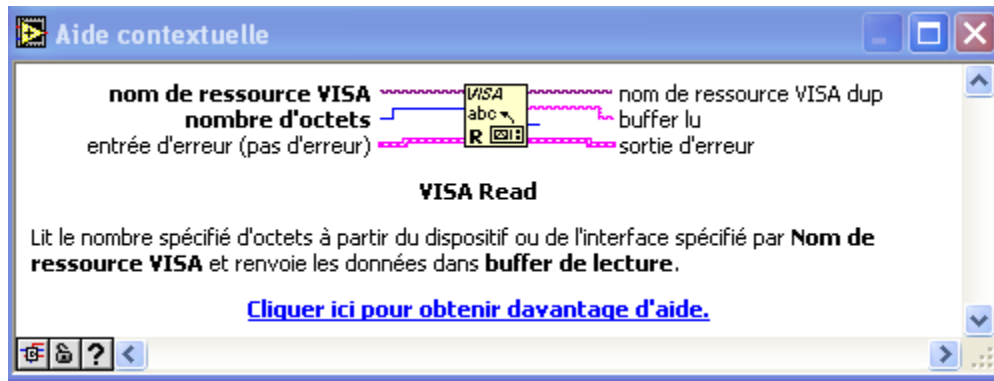 Aide contextuelle
nom de ressource VISA
nombre d'octets
entrée d'erreur (pas d'erreur)
VISA
abc
R
nom de ressource VISA dup
buffer lu
sortie d'erreur
VISA Read
Lit le nombre spécifié d'octets à partir du dispositif ou de l'interface spécifié par Nom de
ressource VISA et renvoie les données dans buffer de lecture.
Cliquer ici pour obtenir davantage d'aide.
?